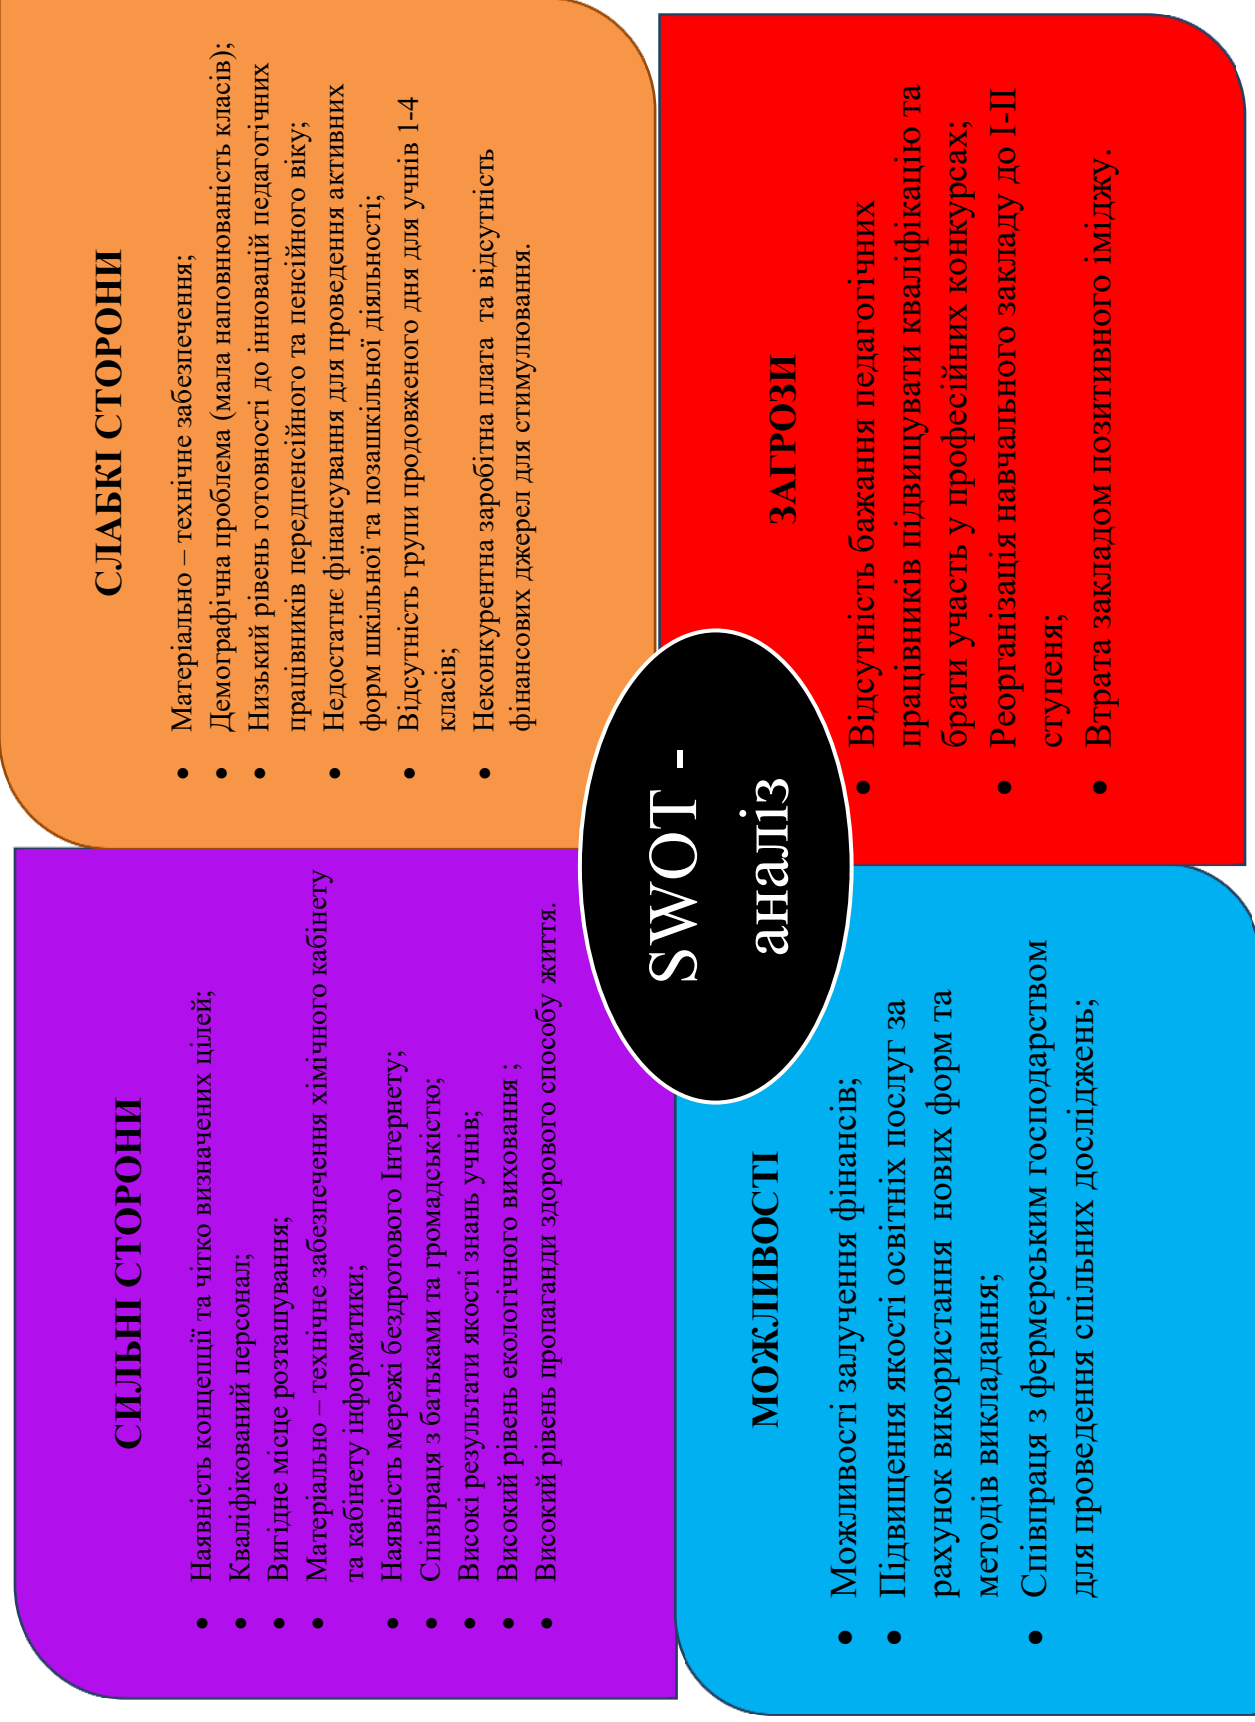 СИЛЬНІ СТОРОНИ
• Наявність концепції та чітко визначених цілей;
• Кваліфікований персонал;
• Вигідне місце розташування;
• Матеріально – технічне забезпечення хімічного кабінету
та кабінету інформатики;
• Наявність мережі бездротового Інтернету;
• Співпраця з батьками та громадськістю;
• Високі результати якості знань учнів;
• Високий рівень екологічного виховання ;
• Високий рівень пропаганди здорового способу життя.
СЛАБКІ СТОРОНИ
• Матеріально – технічне забезпечення;
• Демографічна проблема (мала наповнюваність класів);
• Низький рівень готовності до інновацій педагогічних
працівників передпенсійного та пенсійного віку;
• Недостатнє фінансування для проведення активних
форм шкільної та позашкільної діяльності;
• Відсутність групи продовженого дня для учнів 1-4
класів;
• Неконкурентна заробітна плата та відсутність
фінансових джерел для стимулювання.
SWOT -
аналіз
МОЖЛИВОСТІ
• Можливості залучення фінансів;
• Підвищення якості освітніх послуг за
рахунок використання нових форм та
методів викладання;
• Співпраця з фермерським господарством
для проведення спільних досліджень;
ЗАГРОЗИ
• Відсутність бажання педагогічних
працівників підвищувати кваліфікацію та
брати участь у професійних конкурсах;
• Реорганізація навчального закладу до І-ІІ
ступеня;
• Втрата закладом позитивного іміджу.